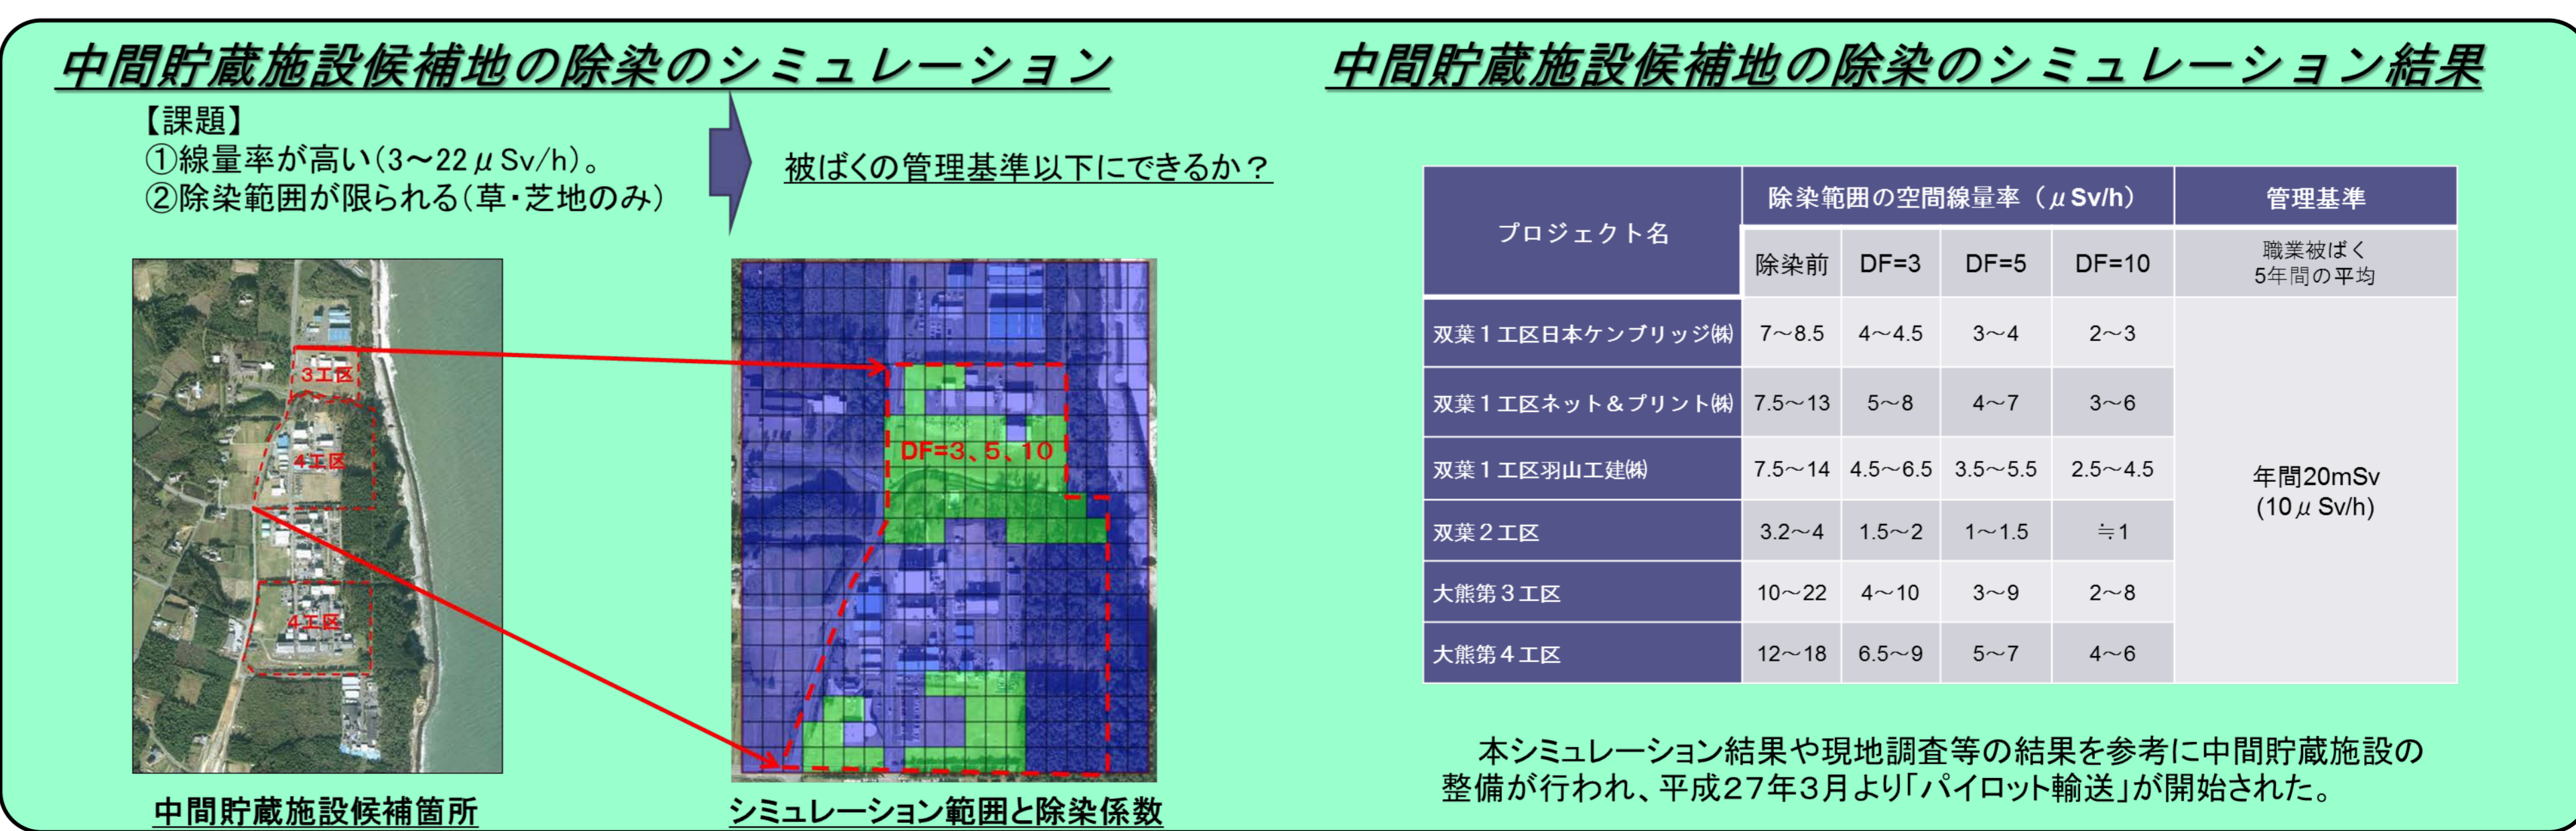 中間貯蔵施設候補地の除染のシミュレーション
【課題】
①線量率が高い(3～22μSv/h)。
②除染範囲が限られる(草・芝地のみ)
被ばくの管理基準以下にできるか？
3工区
4工区
4工区
中間貯蔵施設候補箇所
DF=3、5、10
シミュレーション範囲と除染係数
中間貯蔵施設候補地の除染のシミュレーション結果
プロジェクト名 除染範囲の空間線量率（μSv/h） 管理基準
除染前 DF=3 DF=5 DF=10 職業被ばく
5年間の平均
双葉１工区日本ケンブリッジ㈱ 7～8.5 4～4.5 3～4 2～3
双葉１工区ネット＆プリント㈱ 7.5～13 5～8 4～7 3～6
双葉１工区羽山工建㈱ 7.5～14 4.5～6.5 3.5～5.5 2.5～4.5
双葉２工区 3.2～4 1.5～2 1～1.5 ≒1
大熊第３工区 10～22 4～10 3～9 2～8
大熊第４工区 12～18 6.5～9 5～7 4～6
年間20mSv
(10μSv/h)
本シミュレーション結果や現地調査等の結果を参考に中間貯蔵施設の
整備が行われ、平成27年3月より「パイロット輸送」が開始された。